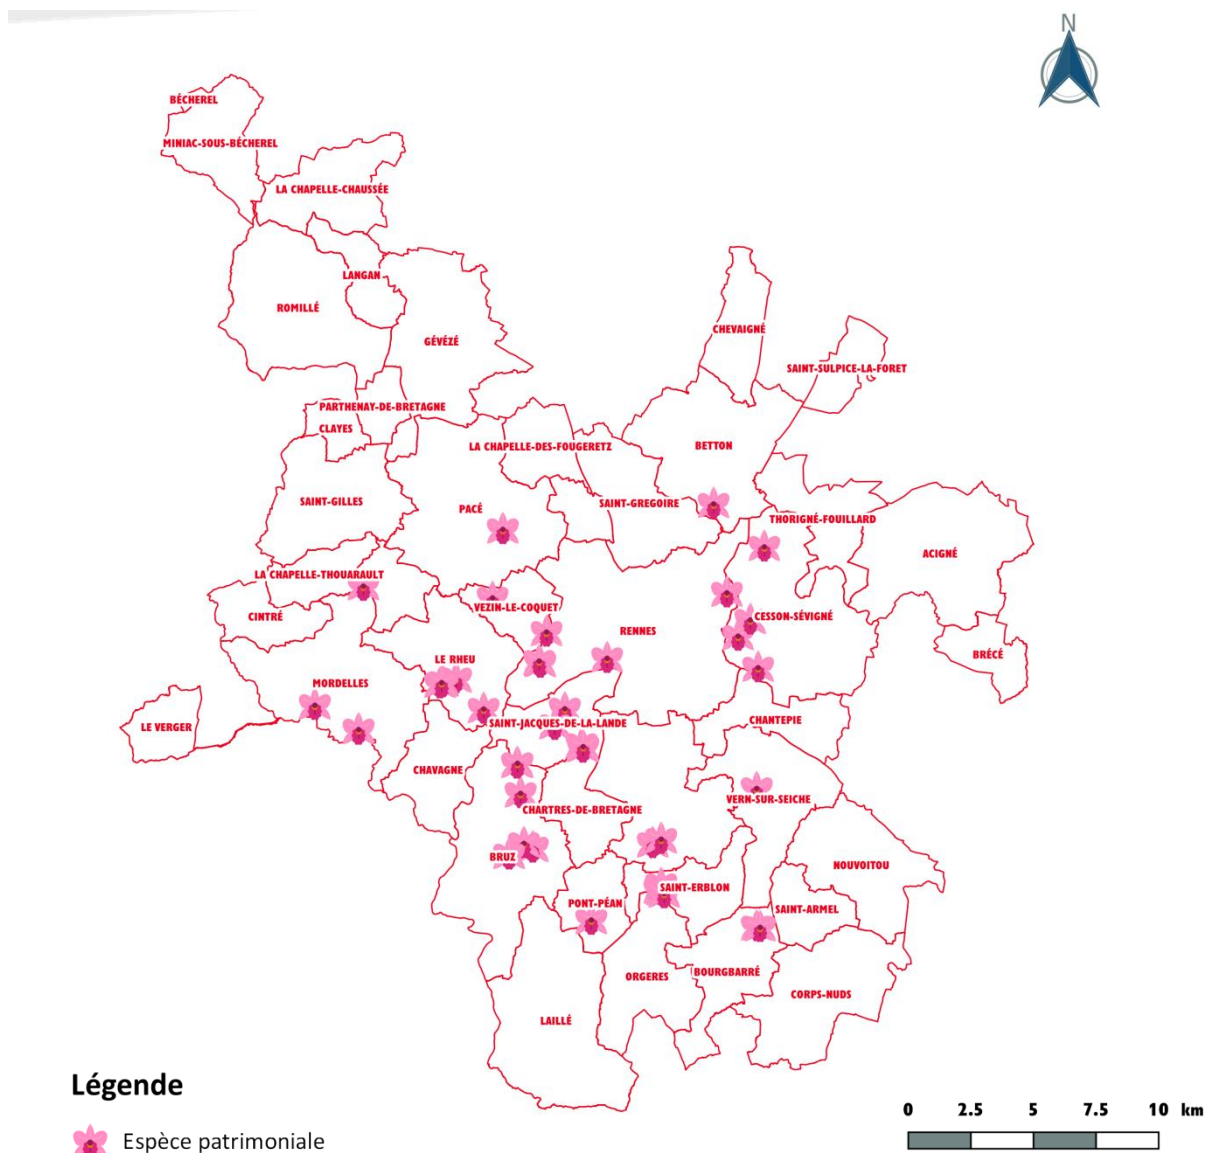 N
BÉCHEREL
MINIAC-SOUS-BÉCHEREL
LA CHAPELLE-CHAUSSÉE
LANGAN
ROMILLÉ
GÉVÉZÉ
CHEVAIGNÉ
SAINT-SULPICE-LA-FORET
PARTHENAY-DE-BRETAGNE
CLAYES
LA CHAPELLE-DES-FOUGERETZ
BETTON
SAINT-GILLES
PACÉ
SAINT-GREGOIRE
THORIGNÉ-FOUILLARD
ACIGNÉ
LA CHAPELLE-THOUARAULT
CINTRÉ
VEZIN-LE-COQUET
CESSON-SÉVIGNÉ
RENNES
BRÉCÉ
LE RHEU
MORDELLES
LE VERGER
SAINT-JACQUES-DE-LA-LANDE
CHANTEPIE
CHAVAGNE
VERN-SUR-SEICHE
CHARTRES-DE-BRETAGNE
BRUZ
NOUVOITOU
SAINT-ERBLON
PONT-PÉAN
SAINT-ARMEL
ORGERES
BOURGBARRÉ
CORPS-NUDS
LAILLÉ
Légende
Espèce patrimoniale
0 2.5 5 7.5 10 km